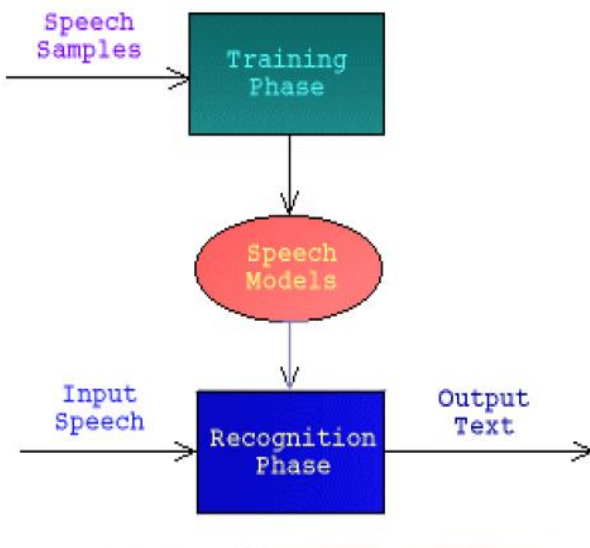 Speech
Samples
Training
Phase
Speech
Models
Input
Speech
Recognition
Phase
Output
Text